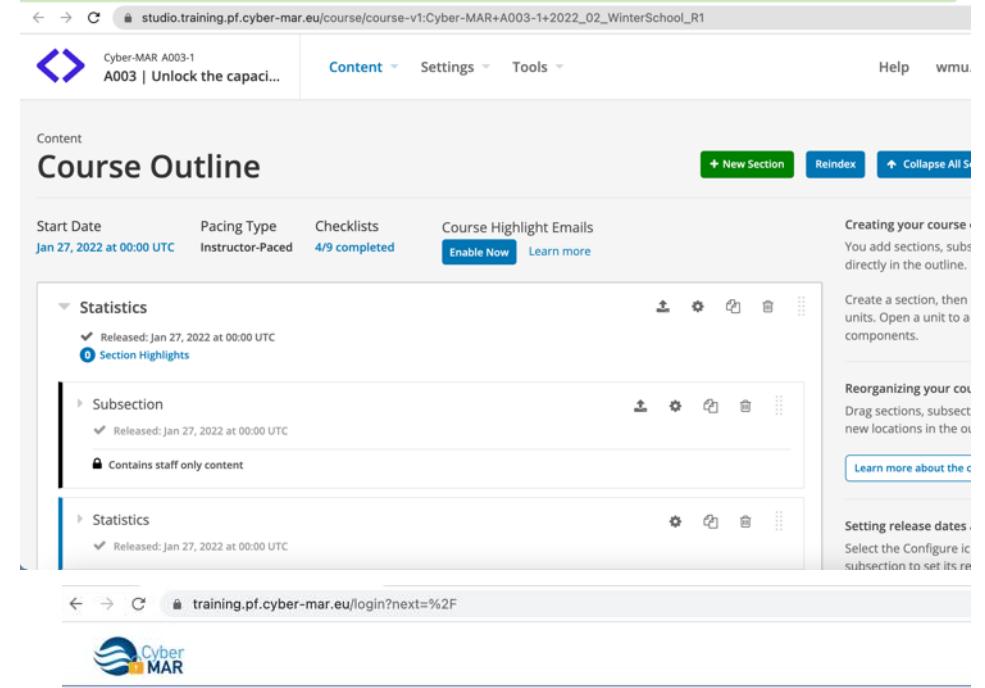 studio.training.pf.cyber-mar.eu/course/course-v1:Cyber-MAR+A003-1+2022_02_WinterSchool_R1
Cyber-MAR A003-1
A003 | Unlock the capaci...
Content Settings Tools Help wmu.
Content
Course Outline
+ New Section Reindex Collapse All S
Start Date Pacing Type Checklists Course Highlight Emails
Jan 27, 2022 at 00:00 UTC Instructor-Paced 4/9 completed Enable Now Learn more
Statistics
Released: Jan 27, 2022 at 00:00 UTC
0 Section Highlights
Subsection
Released: Jan 27, 2022 at 00:00 UTC
Contains staff only content
Statistics
Released: Jan 27, 2022 at 00:00 UTC
Creating your course
You add sections, subs
directly in the outline.
Create a section, then
units. Open a unit to a
components.
Reorganizing your cou
Drag sections, subsect
new locations in the ou
Learn more about the c
Setting release dates
Select the Configure ic
subsection to set its re
training.pf.cyber-mar.eu/login?next=%2F
Cyber
MAR